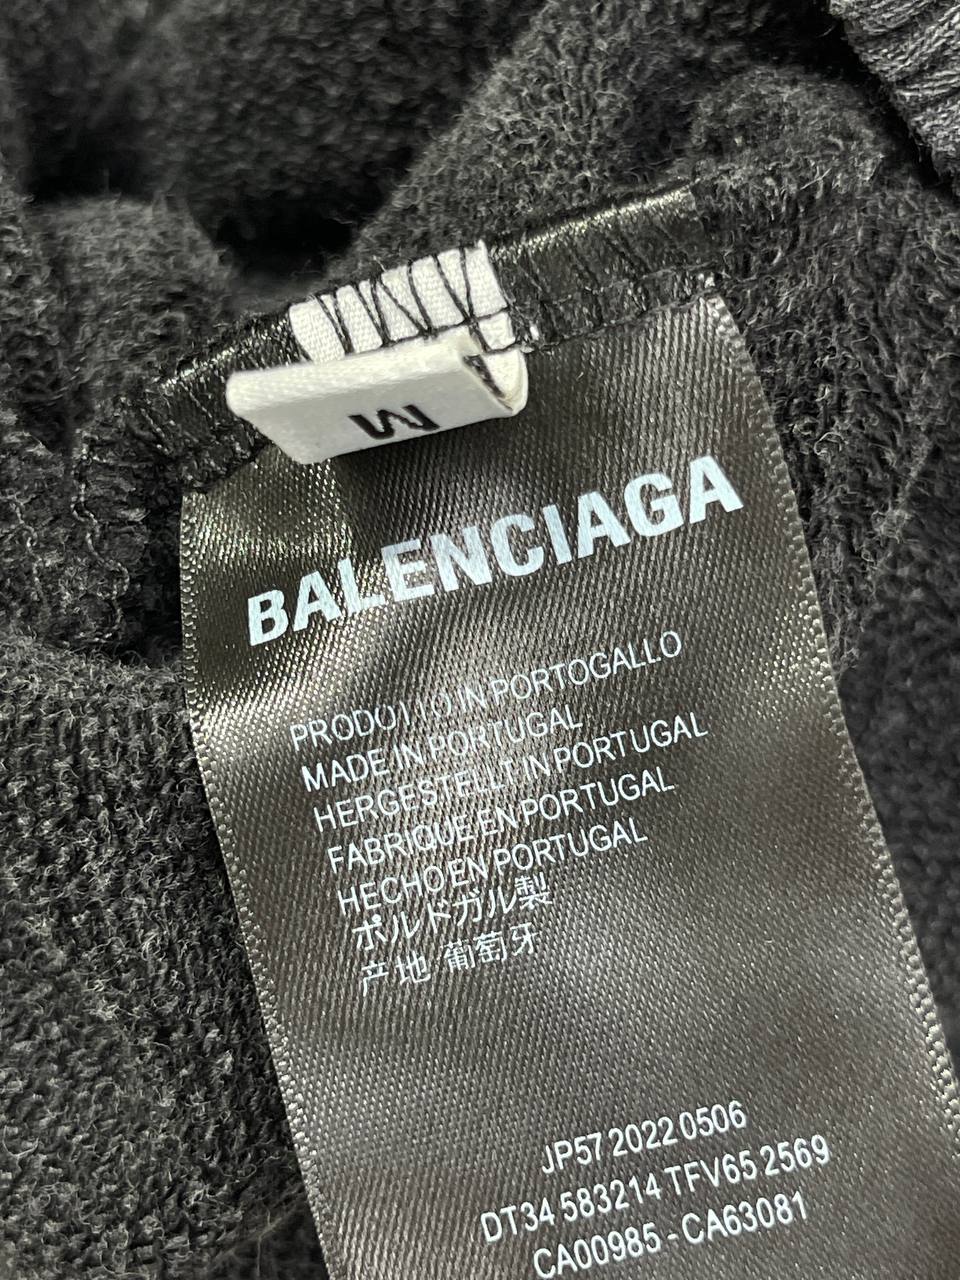 M
BALENCIAGA
PRODOTTO IN PORTOGALLO
MADE IN PORTUGAL
HERGESTELLT IN PORTUGAL
FABRIQUE EN PORTUGAL
HECHO EN PORTUGAL
ポルトガル製
产地 葡萄牙
JP57 2022 0506
DT34 583214 TFV65 2569
CA00985 - CA63081